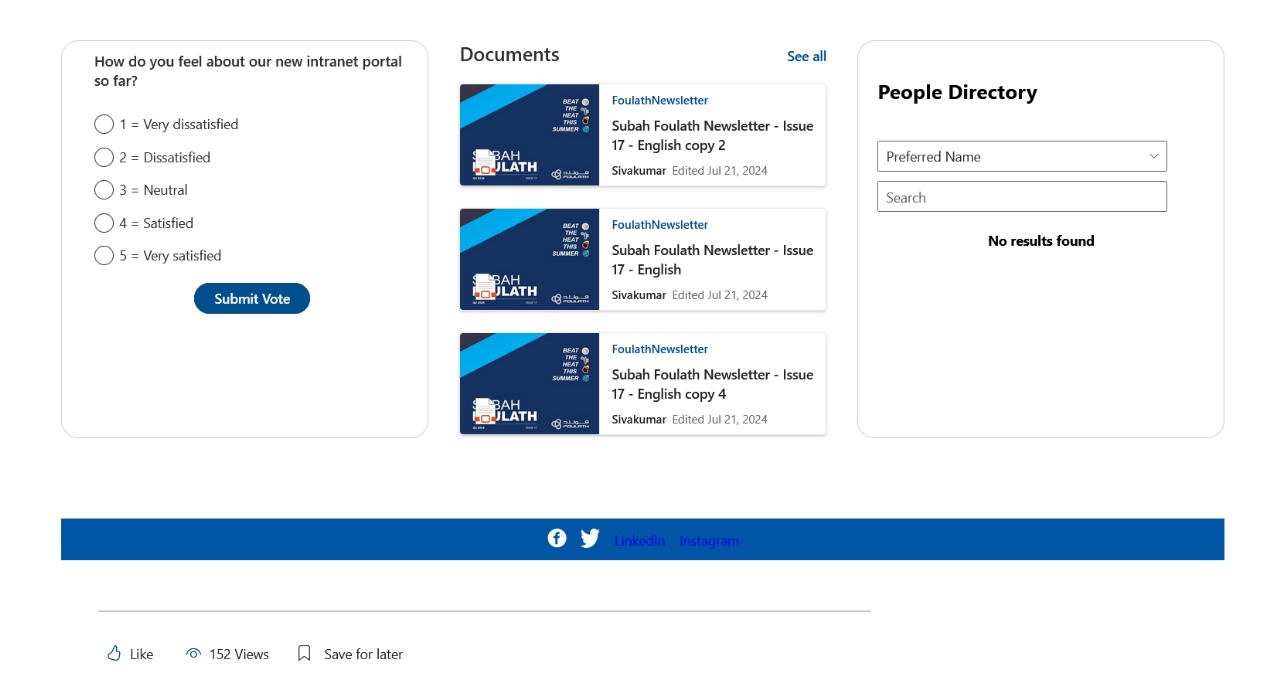 How do you feel about our new intranet portal
so far?
1 = Very dissatisfied
2 = Dissatisfied
3 = Neutral
4 = Satisfied
5 = Very satisfied
Submit Vote
Documents
See all
BEAT
THE
HEAT
THIS
SUMMER
FOULATH
FoulathNewsletter
Subah Foulath Newsletter - Issue
17 - English copy 2
Sivakumar Edited Jul 21, 2024
BEAT
THE
HEAT
THIS
SUMMER
FOULATH
FoulathNewsletter
Subah Foulath Newsletter - Issue
17 - English
Sivakumar Edited Jul 21, 2024
BEAT
THE
HEAT
THIS
SUMMER
FOULATH
FoulathNewsletter
Subah Foulath Newsletter - Issue
17 - English copy 4
Sivakumar Edited Jul 21, 2024
People Directory
Preferred Name
Search
No results found
LinkedIn Instagram
Like 152 Views Save for later